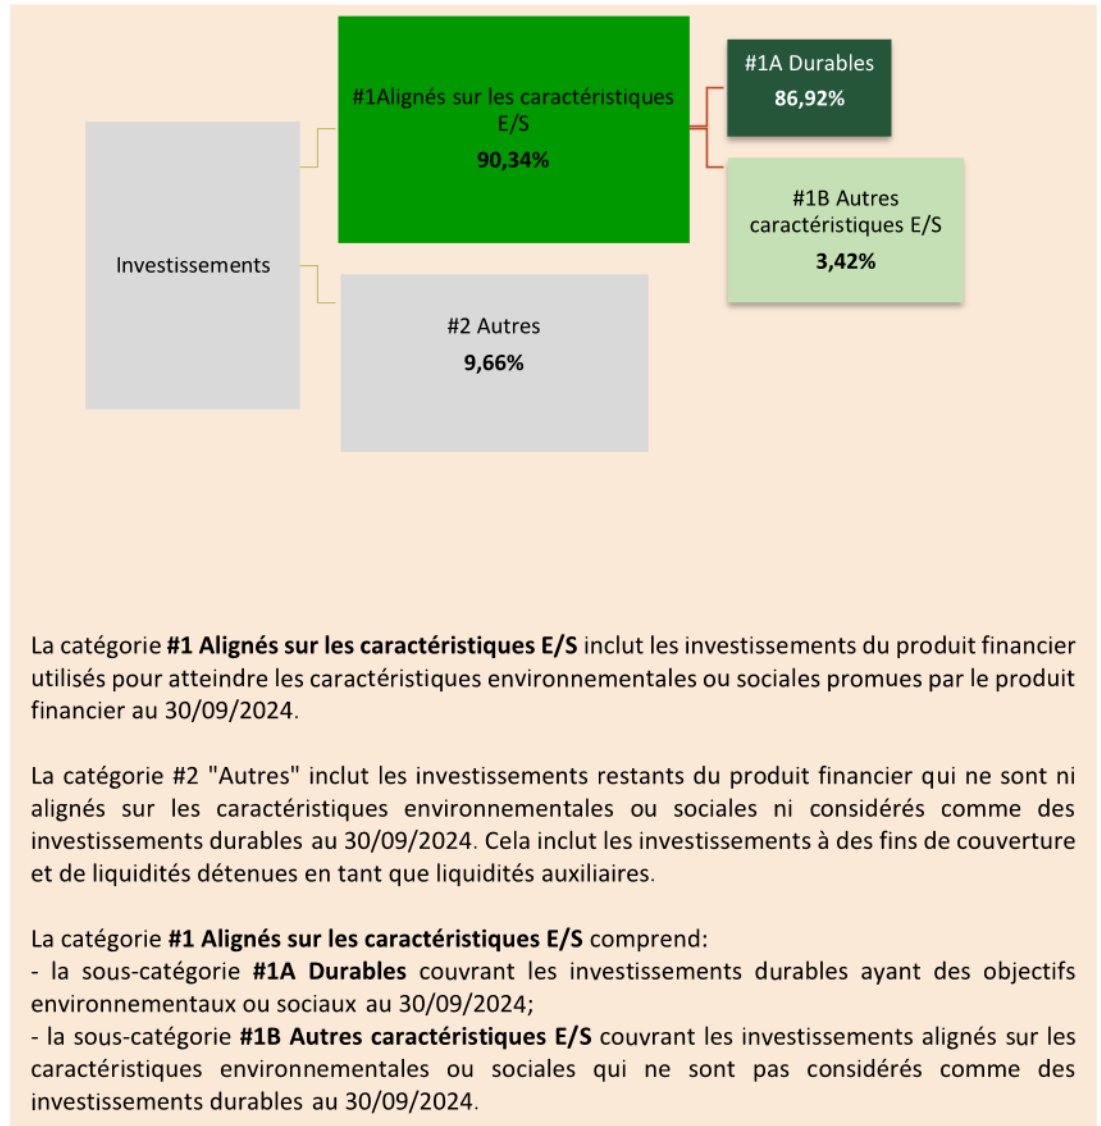 #1Alignés sur les caractéristiques
E/S
90,34%
#1A Durables
86,92%
#1B Autres
caractéristiques E/S
3,42%
Investissements
#2 Autres
9,66%
La catégorie #1 Alignés sur les caractéristiques E/S inclut les investissements du produit financier
utilisés pour atteindre les caractéristiques environnementales ou sociales promues par le produit
financier au 30/09/2024.
La catégorie #2 "Autres" inclut les investissements restants du produit financier qui ne sont ni
alignés sur les caractéristiques environnementales ou sociales ni considérés comme des
investissements durables au 30/09/2024. Cela inclut les investissements à des fins de couverture
et de liquidités détenues en tant que liquidités auxiliaires.
La catégorie #1 Alignés sur les caractéristiques E/S comprend:
- la sous-catégorie #1A Durables couvrant les investissements durables ayant des objectifs
environnementaux ou sociaux au 30/09/2024;
- la sous-catégorie #1B Autres caractéristiques E/S couvrant les investissements alignés sur les
caractéristiques environnementales ou sociales qui ne sont pas considérés comme des
investissements durables au 30/09/2024.